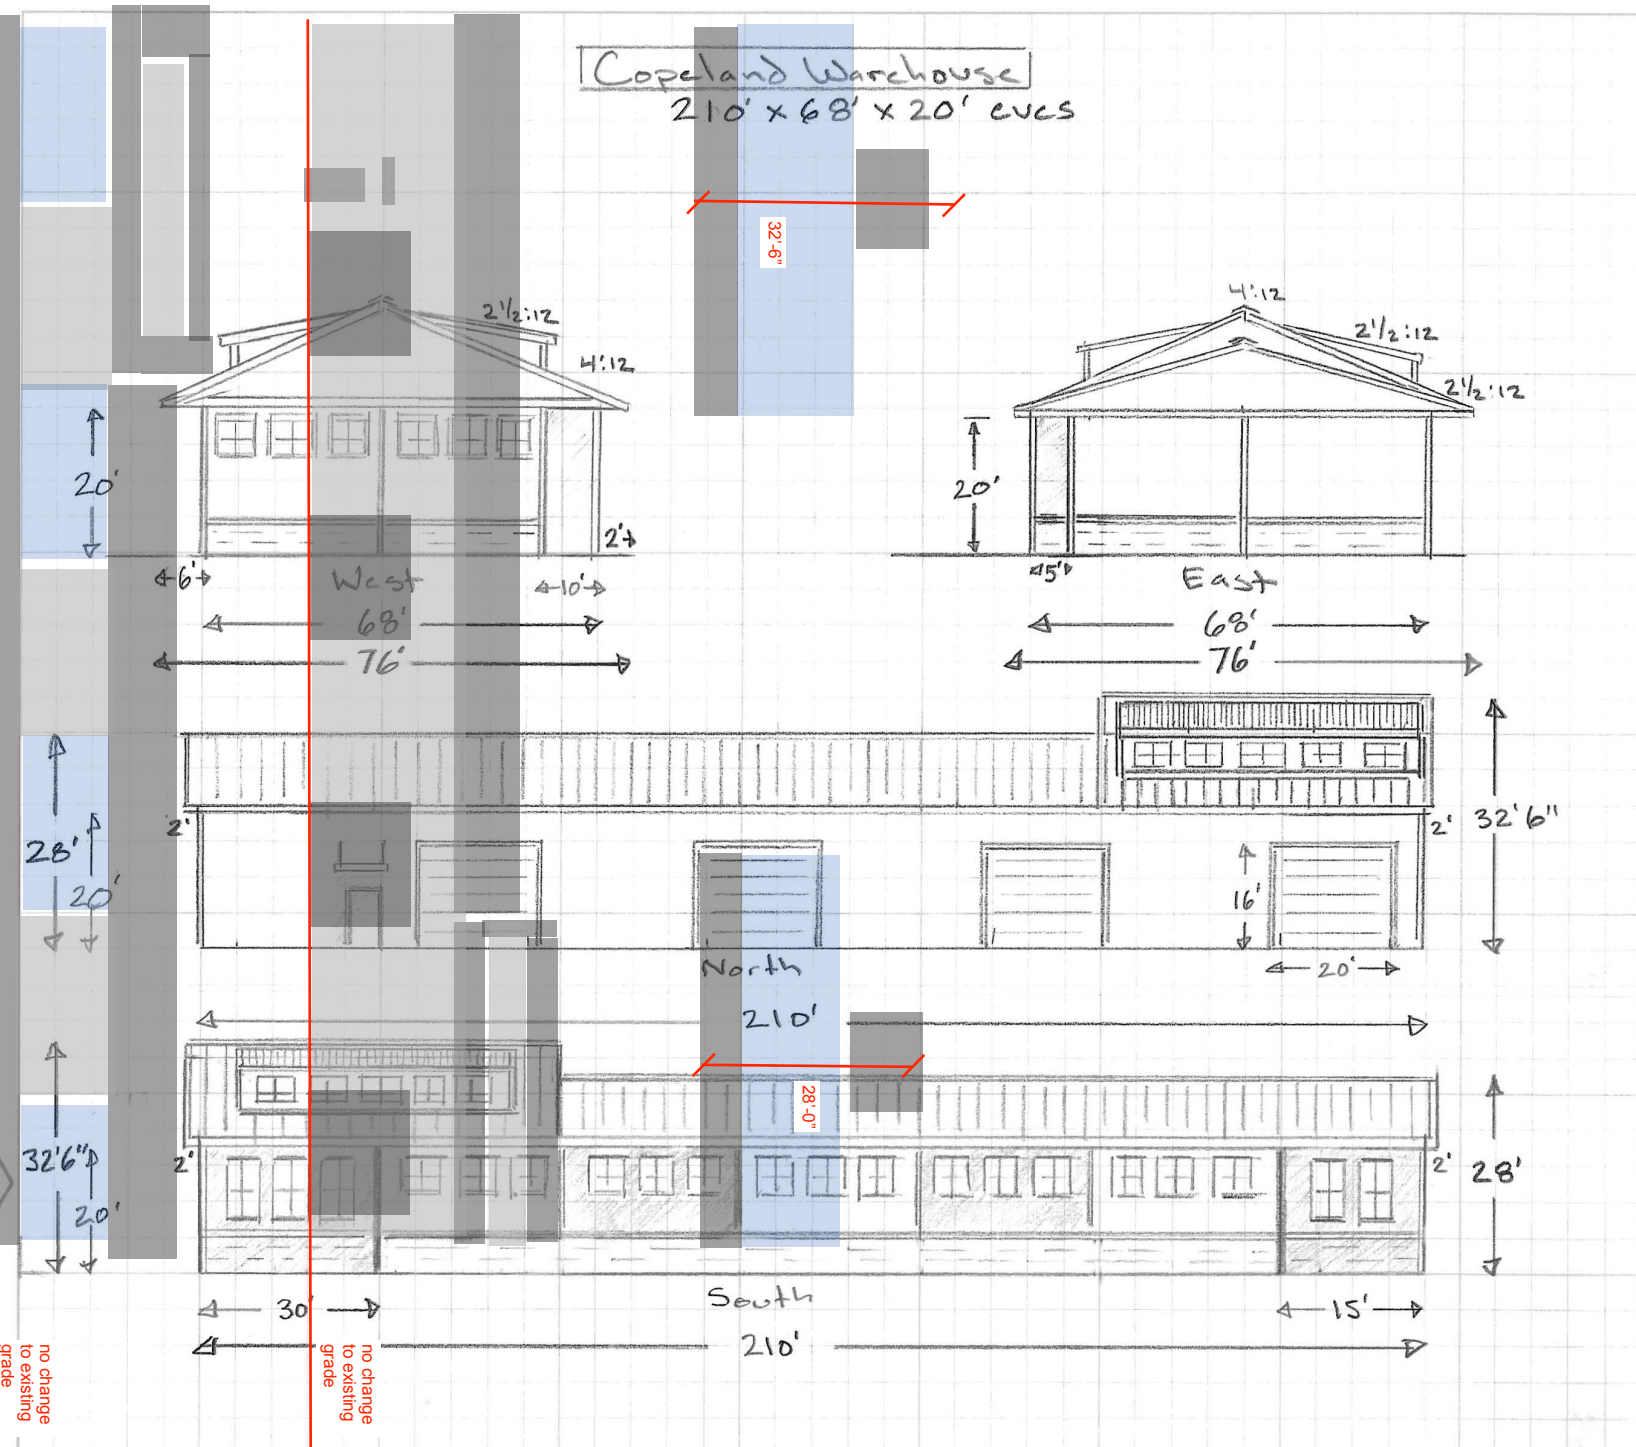 Copeland Warehouse
210' x 68' x 20' eves
32'-6"
2 1/2:12
4:12
20'
2'
6'
West
10'
68'
76'
4:12
2 1/2:12
2 1/2:12
20'
5'
East
68'
76'
28'
20'
2'
2'
32' 6"
16'
20'
North
210'
28'-0"
32'6"
20'
2'
2'
28'
30'
South
15'
210'
no change
to existing
grade
no change
to existing
grade